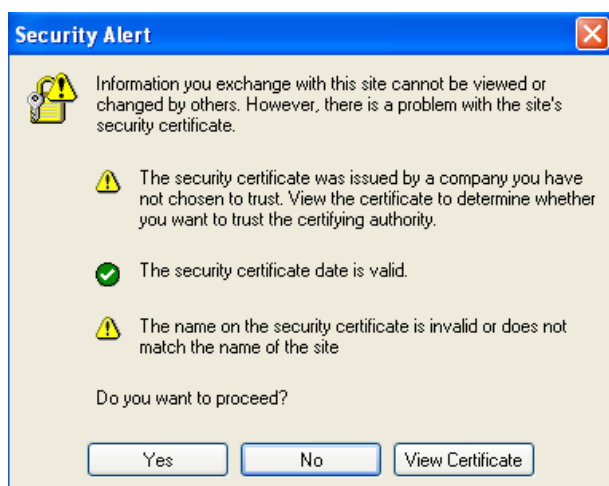 Security Alert
Information you exchange with this site cannot be viewed or
changed by others. However, there is a problem with the site's
security certificate.
The security certificate was issued by a company you have
not chosen to trust. View the certificate to determine whether
you want to trust the certifying authority.
The security certificate date is valid.
The name on the security certificate is invalid or does not
match the name of the site
Do you want to proceed?
Yes No View Certificate